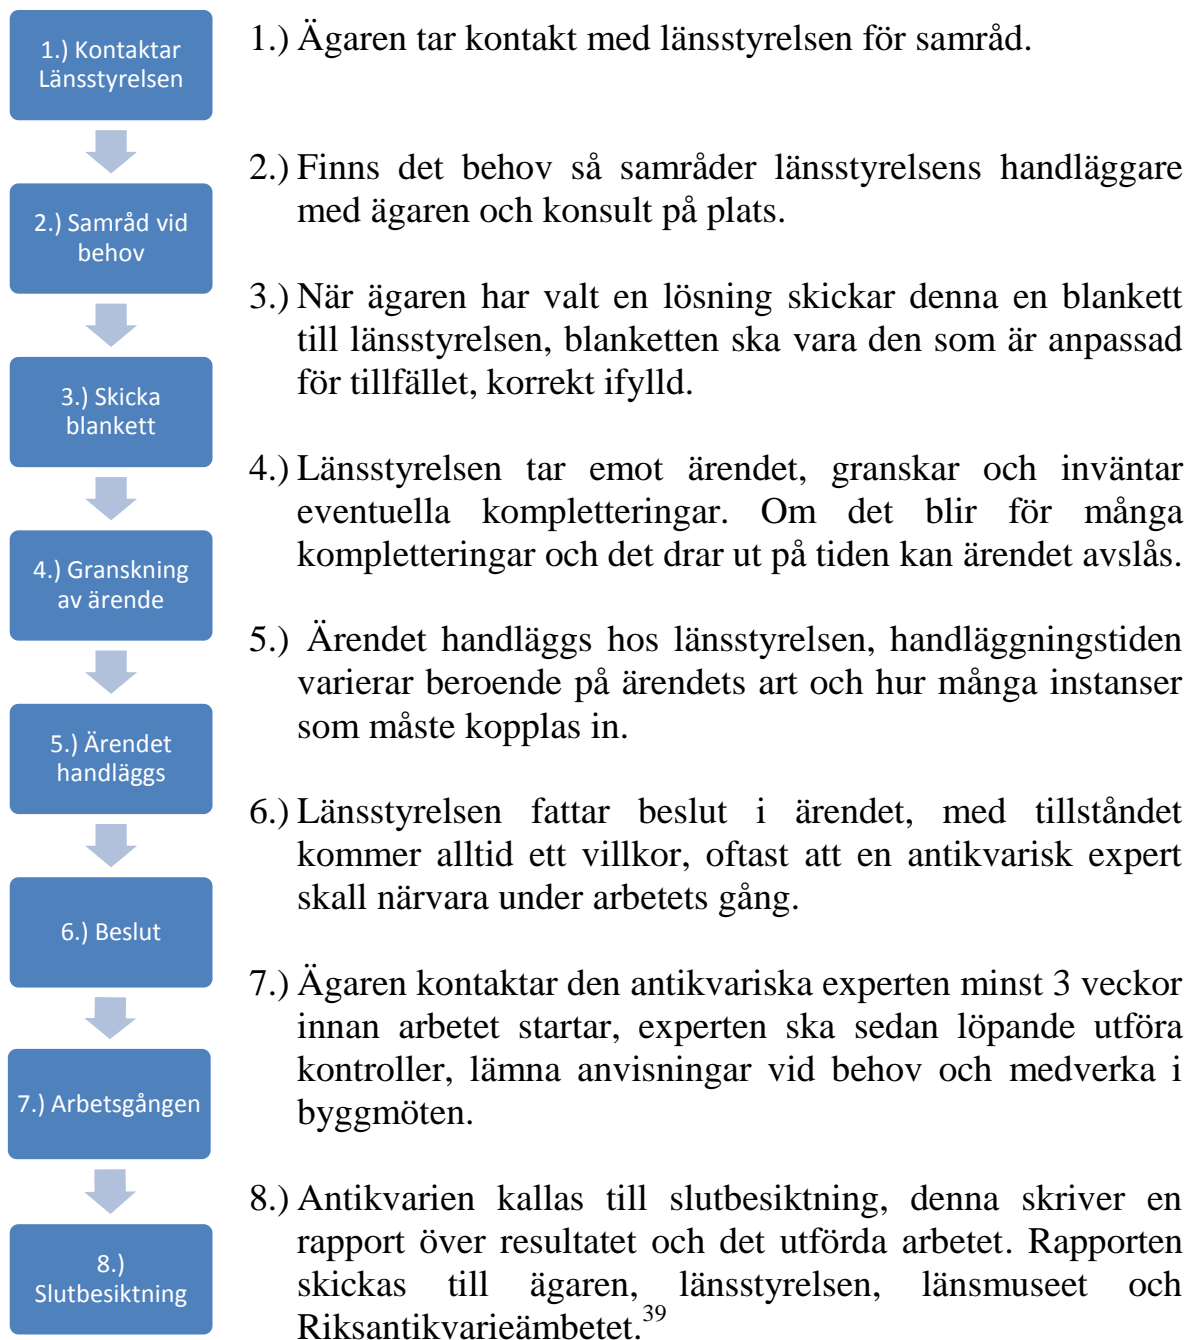 1.) Kontaktar
Länsstyrelsen
1.) Ägaren tar kontakt med länsstyrelsen för samråd.
2.) Samråd vid
behov
2.) Finns det behov så samråder länsstyrelsens handläggare
med ägaren och konsult på plats.
3.) Skicka
blankett
3.) När ägaren har valt en lösning skickar denna en blankett
till länsstyrelsen, blanketten ska vara den som är anpassad
för tillfället, korrekt ifylld.
4.) Granskning
av ärende
4.) Länsstyrelsen tar emot ärendet, granskar och inväntar
eventuella kompletteringar. Om det blir för många
kompletteringar och det drar ut på tiden kan ärendet avslås.
5.) Ärendet
handläggs
5.) Ärendet handläggs hos länsstyrelsen, handläggningstiden
varierar beroende på ärendets art och hur många instanser
som måste kopplas in.
6.) Beslut
6.) Länsstyrelsen fattar beslut i ärendet, med tillståndet
kommer alltid ett villkor, oftast att en antikvarisk expert
skall närvara under arbetets gång.
7.) Arbetsgången
7.) Ägaren kontaktar den antikvariska experten minst 3 veckor
innan arbetet startar, experten ska sedan löpande utföra
kontroller, lämna anvisningar vid behov och medverka i
byggmöten.
8.)
Slutbesiktning
8.) Antikvarien kallas till slutbesiktning, denna skriver en
rapport över resultatet och det utförda arbetet. Rapporten
skickas till ägaren, länsstyrelsen, länsmuseet och
Riksantikvarieämbetet.39